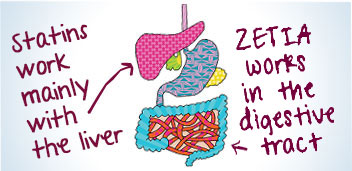 Statins
work
mainly
with
the liver
ZETIA
works
in the
digestive
tract